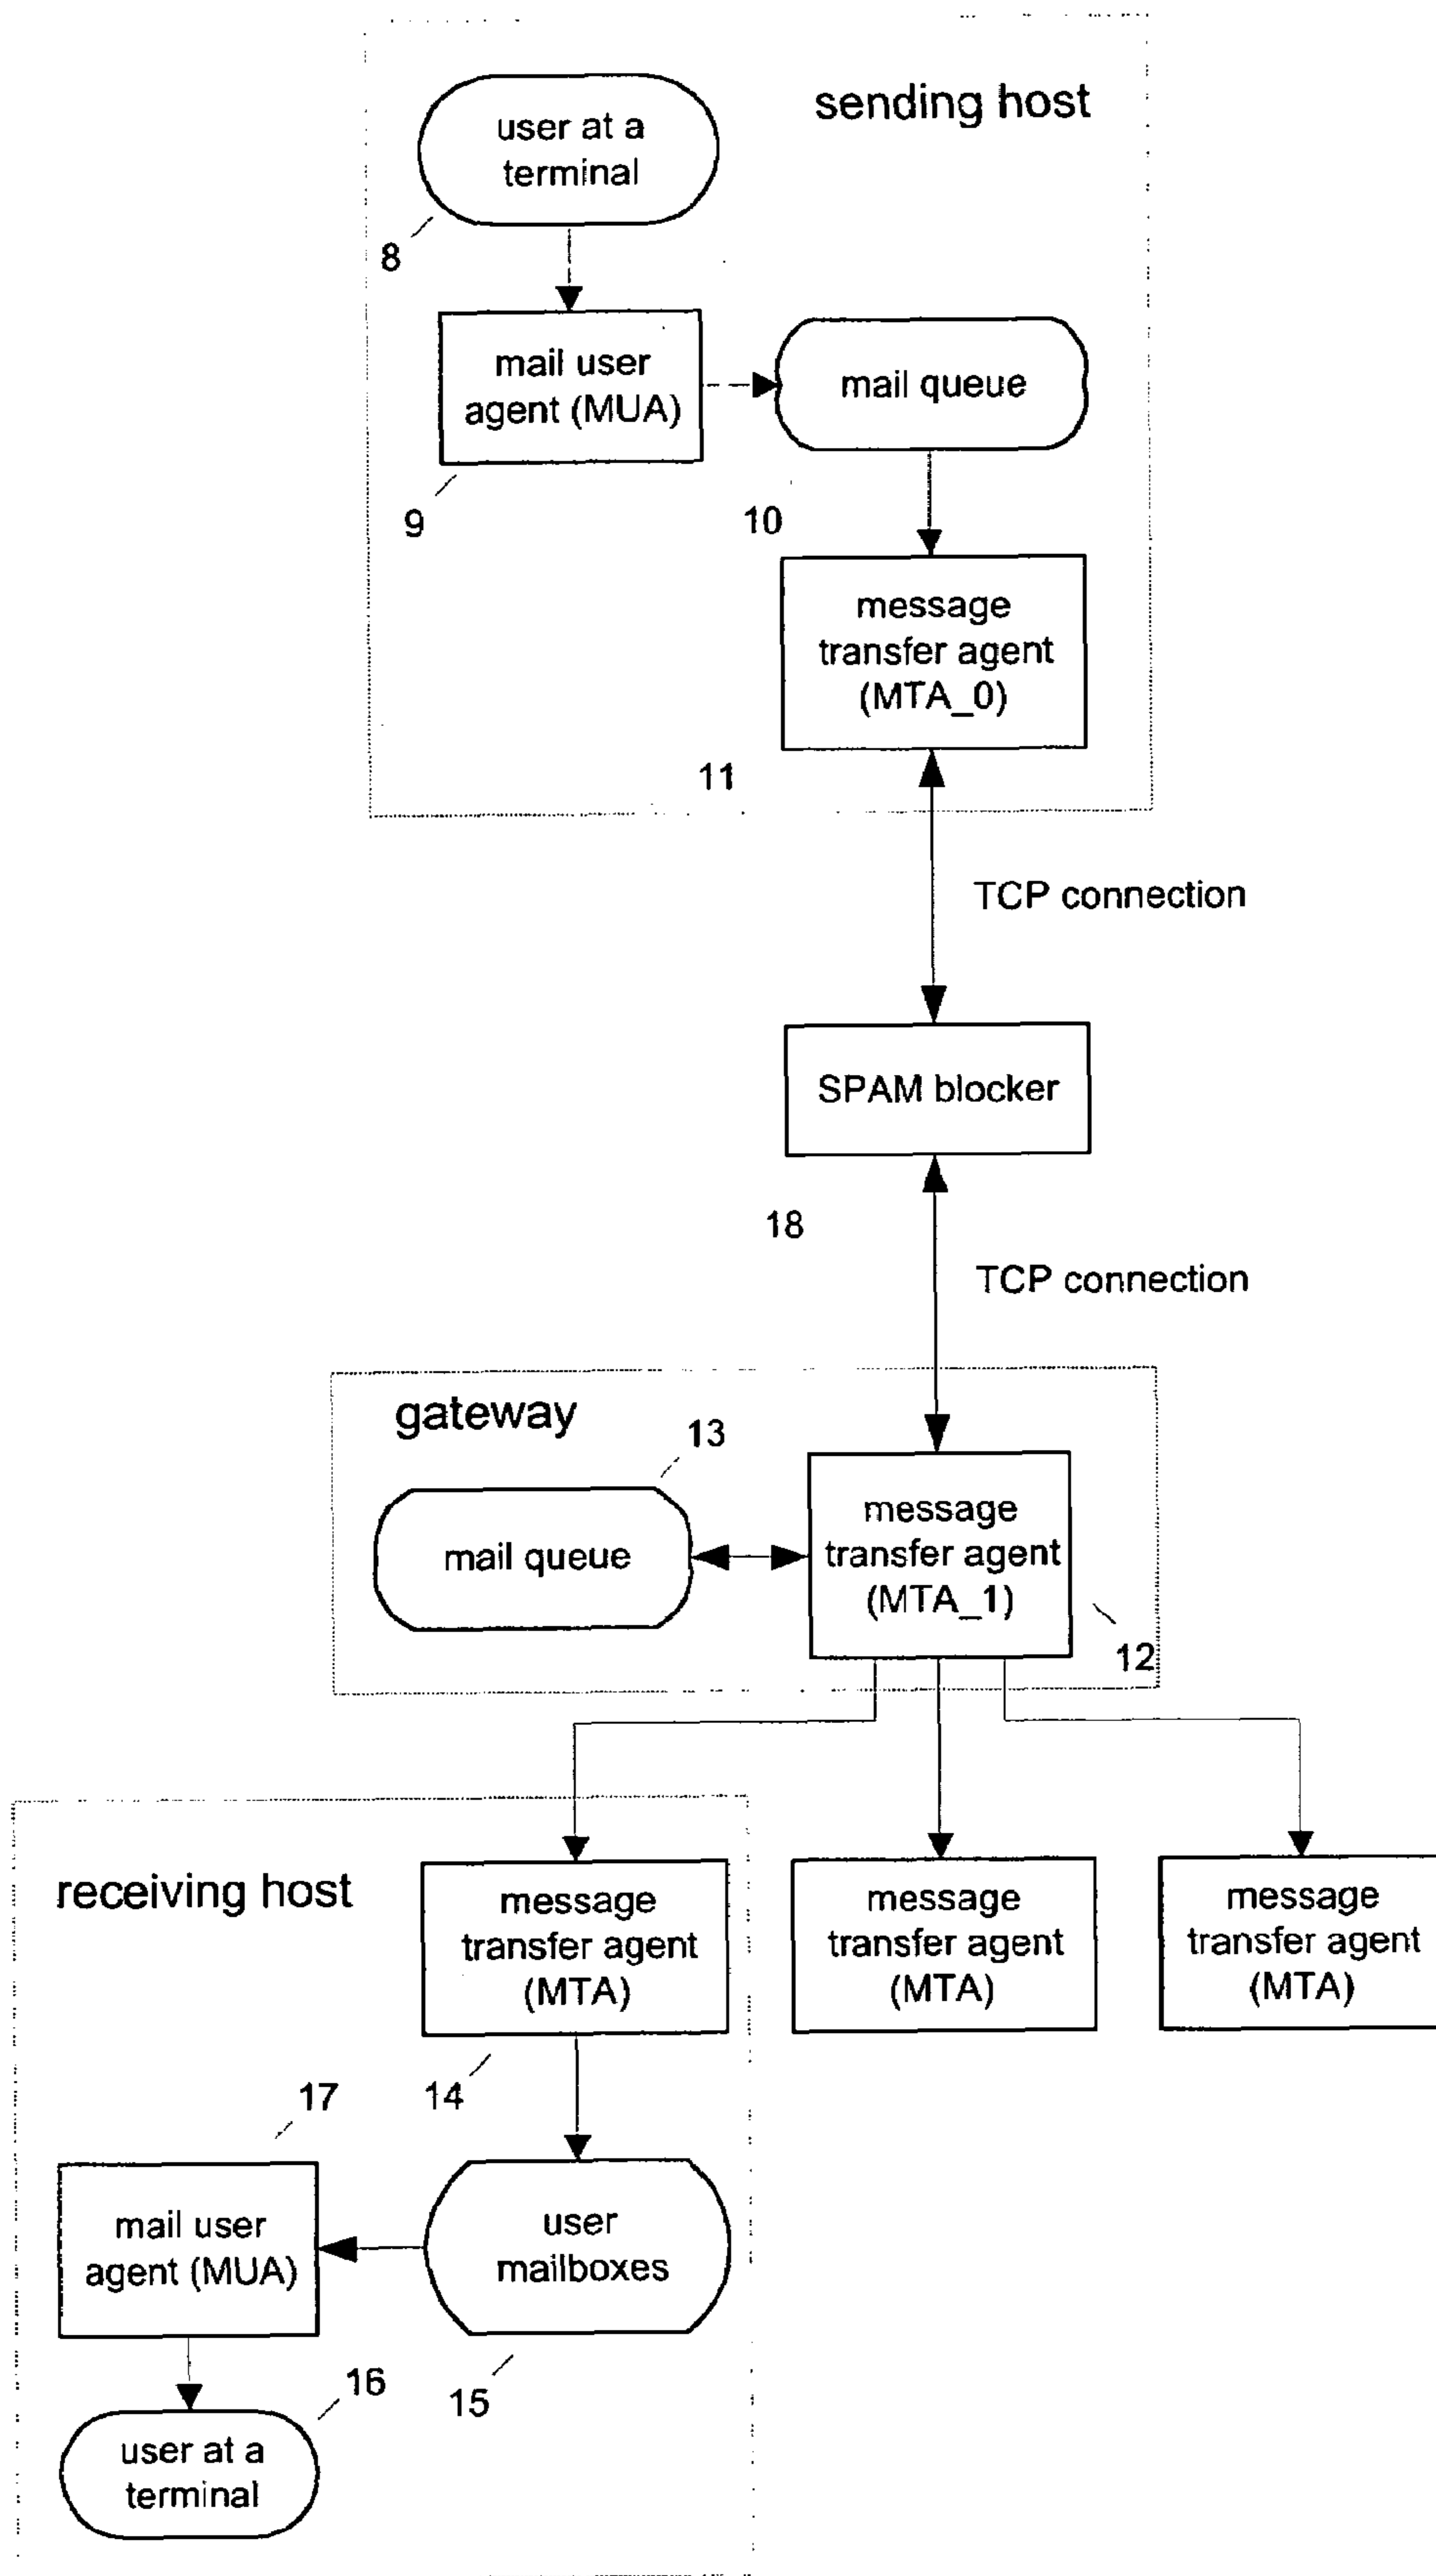 sending host
user at a
terminal
8
mail user
agent (MUA)
9
mail queue
10
message
transfer agent
(MTA_0)
11
TCP connection
SPAM blocker
18
TCP connection
gateway
13
mail queue
message
transfer agent
(MTA_1)
12
receiving host
message
transfer agent
(MTA)
14
message
transfer agent
(MTA)
message
transfer agent
(MTA)
17
mail user
agent (MUA)
user
mailboxes
15
16
user at a
terminal